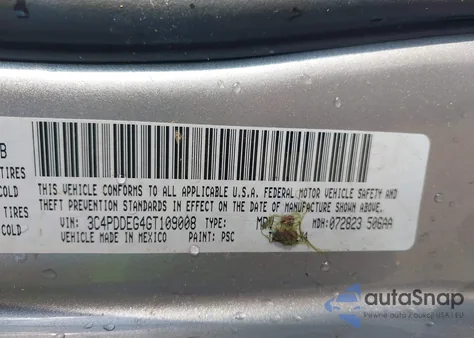 B
TIRES
COLD
TIRES
COLD
THIS VEHICLE CONFORMS TO ALL APPLICABLE U.S.A. FEDERAL MOTOR VEHICLE SAFETY AND
THEFT PREVENTION STANDARDS IN EFFECT ON THE DATE OF MANUFACTURE SHOWN ABOVE.
VIN: 3C4PDDEG4GT109008 TYPE: MDH: 072823 506AA
VEHICLE MADE IN MEXICO PAINT: PSC
autoSnap